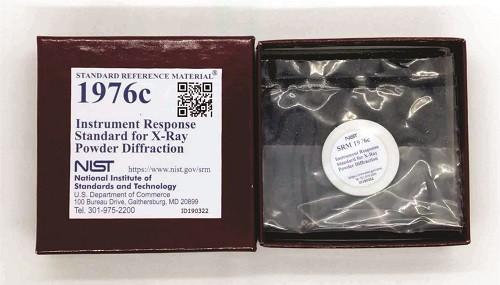 STANDARD REFERENCE MATERIAL®
1976c
Instrument Response
Standard for X-Ray
Powder Diffraction
NIST https://www.nist.gov/srm
National Institute of
Standards and Technology
U.S. Department of Commerce
100 Bureau Drive, Gaithersburg, MD 20899
Tel. 301-975-2200 ID190322
NIST
SRM 1976c
Instrument Response
Standard for X-Ray
Powder Diffraction